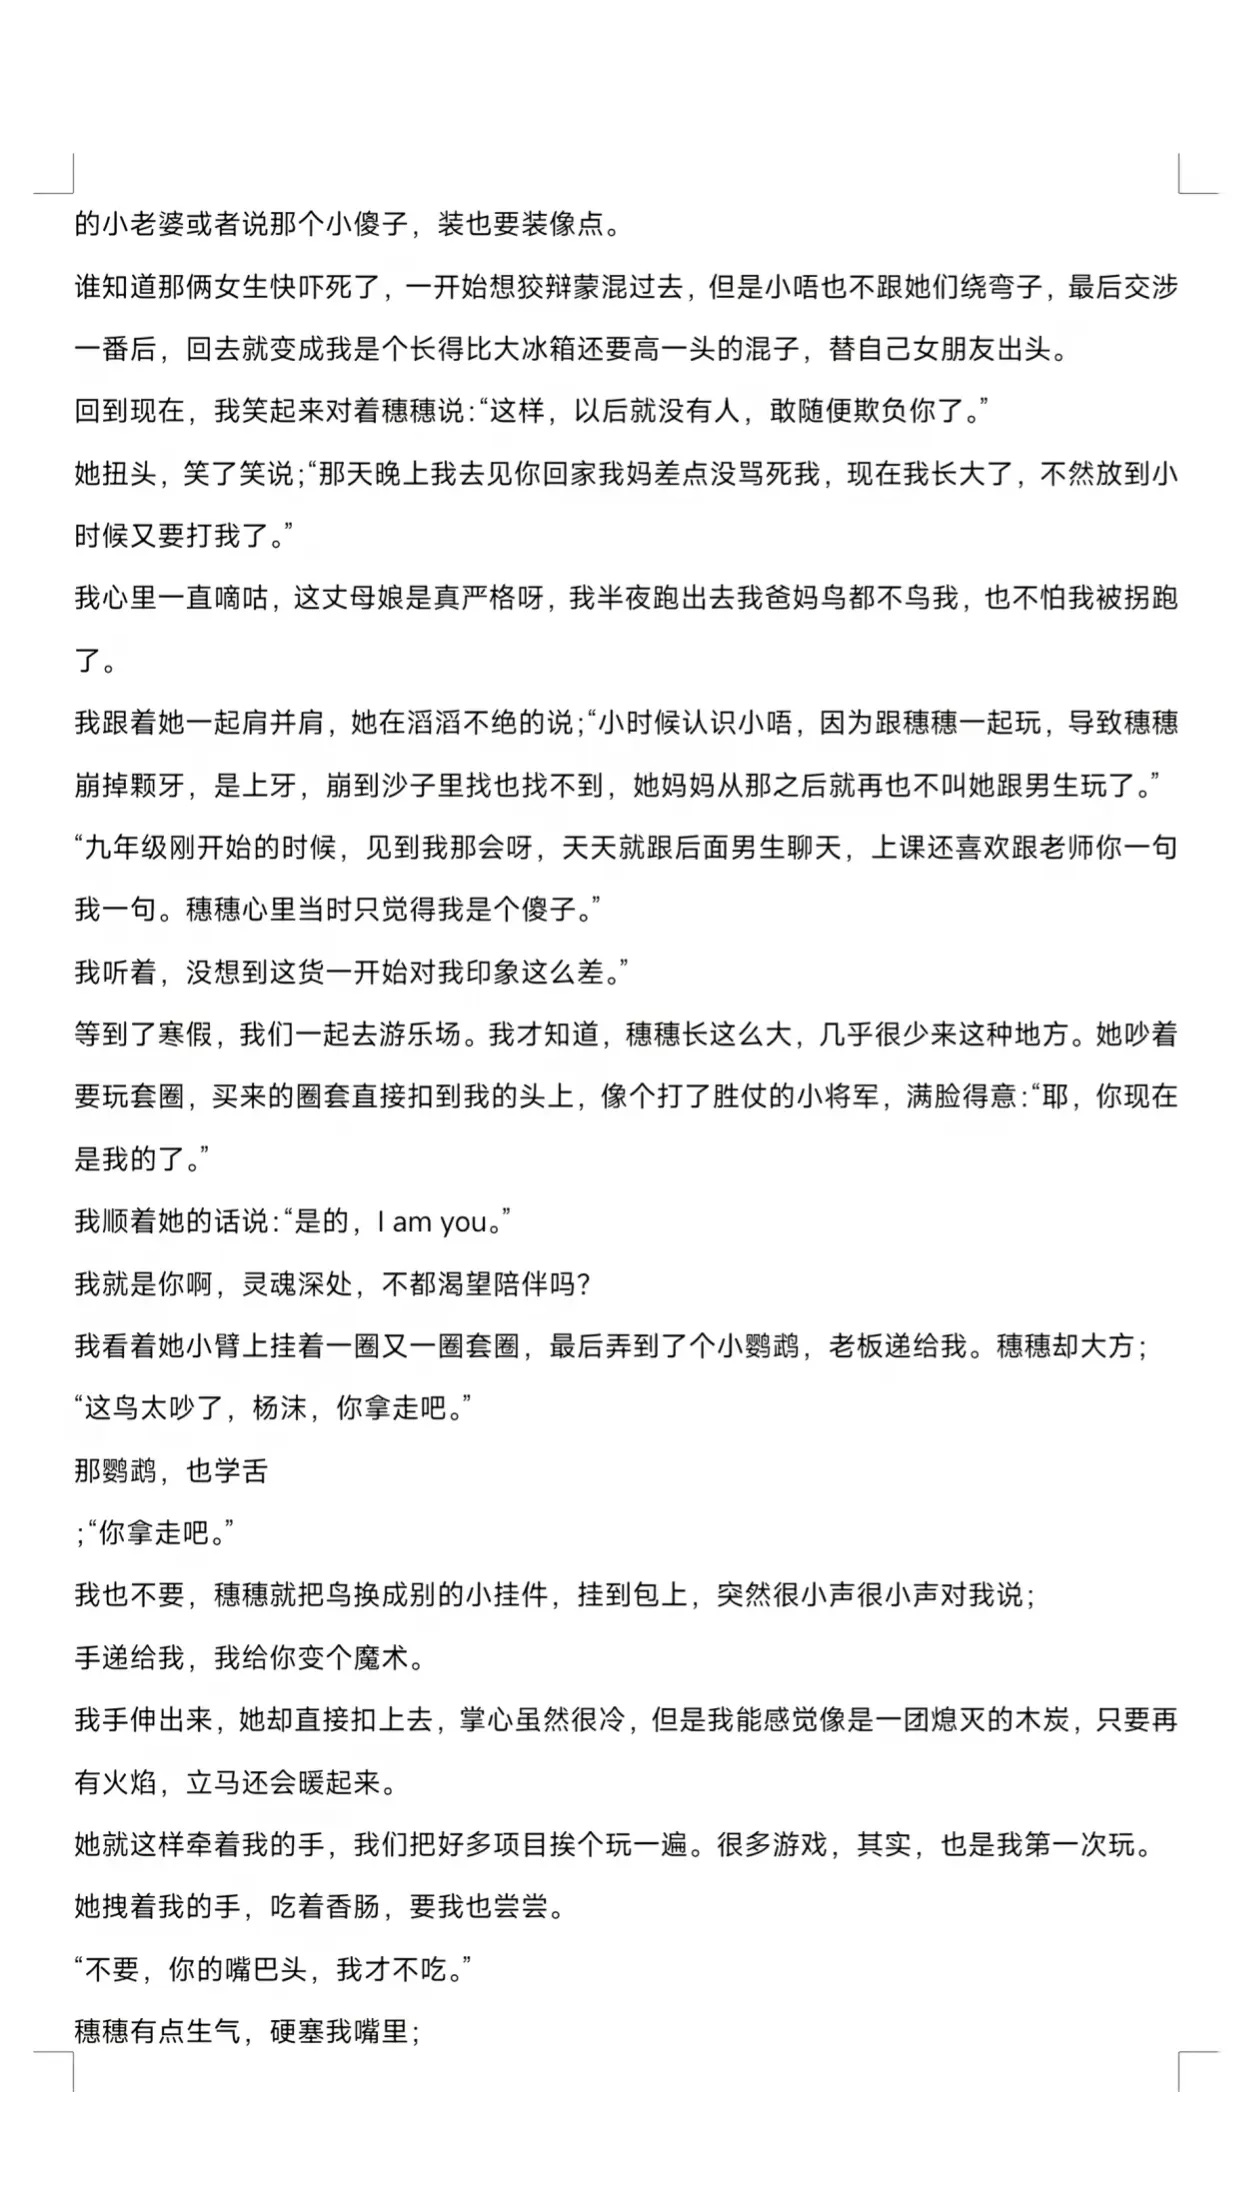 的小老婆或者说那个小傻子，装也要装像点。
谁知道那俩女生快吓死了，一开始想狡辩蒙混过去，但是小唔也不跟她们绕弯子，最后交涉
一番后，回去就变成我是个长得比大冰箱还要高一头的混子，替自己女朋友出头。
回到现在，我笑起来对着穗穗说：“这样，以后就没有人，敢随便欺负你了。”
她扭头，笑了笑说；“那天晚上我去见你回家我妈差点没骂死我，现在我长大了，不然放到小
时候又要打我了。”
我心里一直嘀咕，这丈母娘是真严格呀，我半夜跑出去我爸妈鸟都不鸟我，也不怕我被拐跑
了。
我跟着她一起肩并肩，她在滔滔不绝的说；“小时候认识小唔，因为跟穗穗一起玩，导致穗穗
崩掉颗牙，是上牙，崩到沙子里找也找不到，她妈妈从那之后就再也不叫她跟男生玩了。”
“九年级刚开始的时候，见到我那会呀，天天就跟后面男生聊天，上课还喜欢跟老师你一句
我一句。穗穗心里当时只觉得我是个傻子。”
我听着，没想到这货一开始对我印象这么差。”
等到了寒假，我们一起去游乐场。我才知道，穗穗长这么大，几乎很少来这种地方。她吵着
要玩套圈，买来的圈套直接扣到我的头上，像个打了胜仗的小将军，满脸得意：“耶，你现在
是我的了。”
我顺着她的话说：“是的，I am you。”
我就是你啊，灵魂深处，不都渴望陪伴吗？
我看着她小臂上挂着一圈又一圈套圈，最后弄到了个小鹦鹉，老板递给我。穗穗却大方；
“这鸟太吵了，杨沫，你拿走吧。”
那鹦鹉，也学舌
；“你拿走吧。”
我也不要，穗穗就把鸟换成别的小挂件，挂到包上，突然很小声很小声对我说；
手递给我，我给你变个魔术。
我手伸出来，她却直接扣上去，掌心虽然很冷，但是我能感觉像是一团熄灭的木炭，只要再
有火焰，立马还会暖起来。
她就这样牵着我的手，我们把好多项目挨个玩一遍。很多游戏，其实，也是我第一次玩。
她拽着我的手，吃着香肠，要我也尝尝。
“不要，你的嘴巴头，我才不吃。”
穗穗有点生气，硬塞我嘴里；